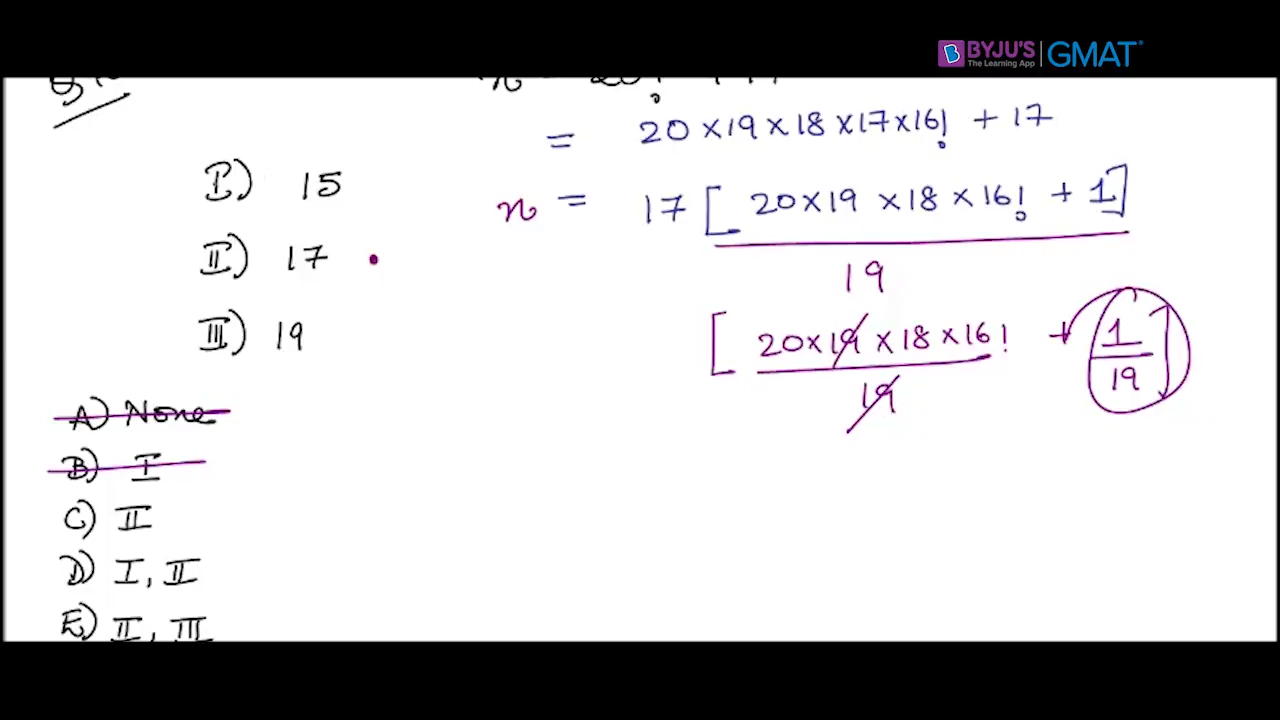 BYJU'S
The Learning App
GMAT
= 20 × 19 × 18 × 17 × 16! + 17
I) 15
n = 17 [ 20 × 19 × 18 × 16! + 1 ]
II) 17
19
III) 19
[ 20 × 19 × 18 × 16! + 1 ]
19 19
A) None
B) I
C) II
D) I, II
E) II, III